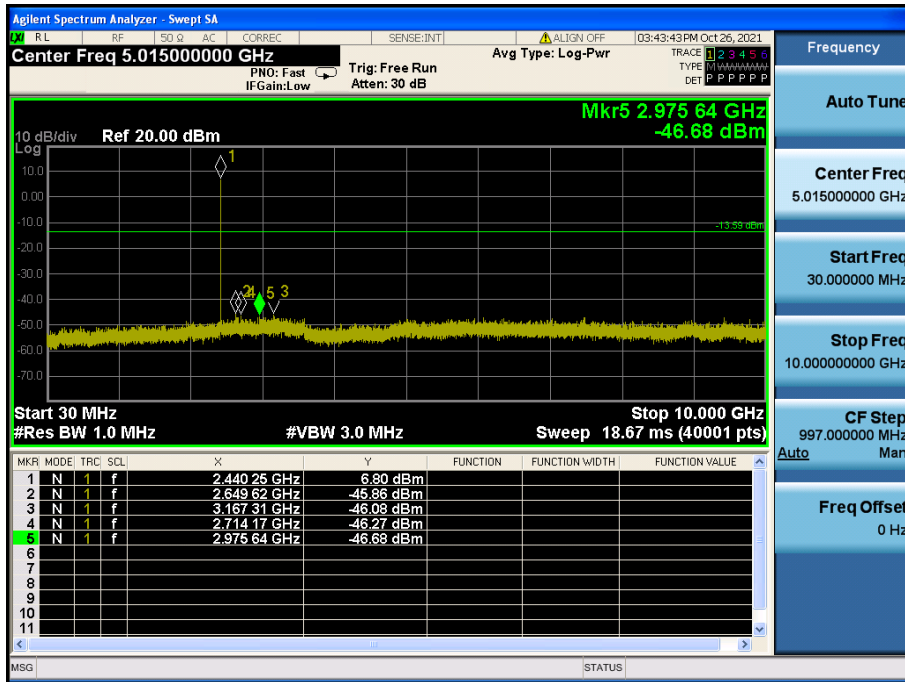 Agilent Spectrum Analyzer - Swept SA
LXI RL RF 50 Ω AC CORREC SENSE:INT ALIGN OFF 03:43:43PM Oct 26, 2021
Center Freq 5.015000000 GHz
PNO: Fast
IFGain:Low
Trig: Free Run
Atten: 30 dB
Avg Type: Log-Pwr
TRACE 1 2 3 4 5 6
TYPE M WWWWW
DET P P P P P P
Mkr5 2.975 64 GHz
-46.68 dBm
10 dB/div Ref 20.00 dBm
Log
10.0
0.00
-10.0
-20.0
-30.0
-40.0
-50.0
-60.0
-70.0
1
-13.59 dBm
2 4 5 3
Start 30 MHz Stop 10.000 GHz
#Res BW 1.0 MHz #VBW 3.0 MHz Sweep 18.67 ms (40001 pts)
MKR MODE TRC SCL X Y FUNCTION FUNCTION WIDTH FUNCTION VALUE
1 N 1 f 2.440 25 GHz 6.80 dBm
2 N 1 f 2.649 62 GHz -45.86 dBm
3 N 1 f 3.167 31 GHz -46.08 dBm
4 N 1 f 2.714 17 GHz -46.27 dBm
5 N 1 f 2.975 64 GHz -46.68 dBm
6
7
8
9
10
11
MSG STATUS
Frequency
Auto Tune
Center Freq
5.015000000 GHz
Start Freq
30.000000 MHz
Stop Freq
10.000000000 GHz
CF Step
997.000000 MHz
Auto Man
Freq Offset
0 Hz